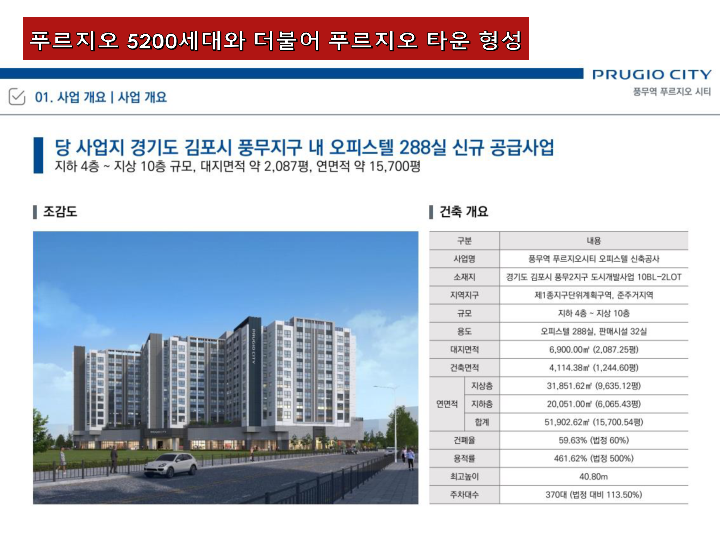 푸르지오 5200세대와 더불어 푸르지오 타운 형성
PRUGIO CITY
풍무역 푸르지오 시티
01. 사업 개요 | 사업 개요
당 사업지 경기도 김포시 풍무지구 내 오피스텔 288실 신규 공급사업
지하 4층 ~ 지상 10층 규모, 대지면적 약 2,087평, 연면적 약 15,700평
조감도
PRUGIO CITY
건축 개요
구분 내용
사업명 풍무역 푸르지오시티 오피스텔 신축공사
소재지 경기도 김포시 풍무2지구 도시개발사업 10BL-2LOT
지역지구 제1종지구단위계획구역, 준주거지역
규모 지하 4층 ~ 지상 10층
용도 오피스텔 288실, 판매시설 32실
대지면적 6,900.00㎡ (2,087.25평)
건축면적 4,114.38㎡ (1,244.60평)
연면적 지상층 31,851.62㎡ (9,635.12평)
지하층 20,051.00㎡ (6,065.43평)
합계 51,902.62㎡ (15,700.54평)
건폐율 59.63% (법정 60%)
용적률 461.62% (법정 500%)
최고높이 40.80m
주차대수 370대 (법정 대비 113.50%)